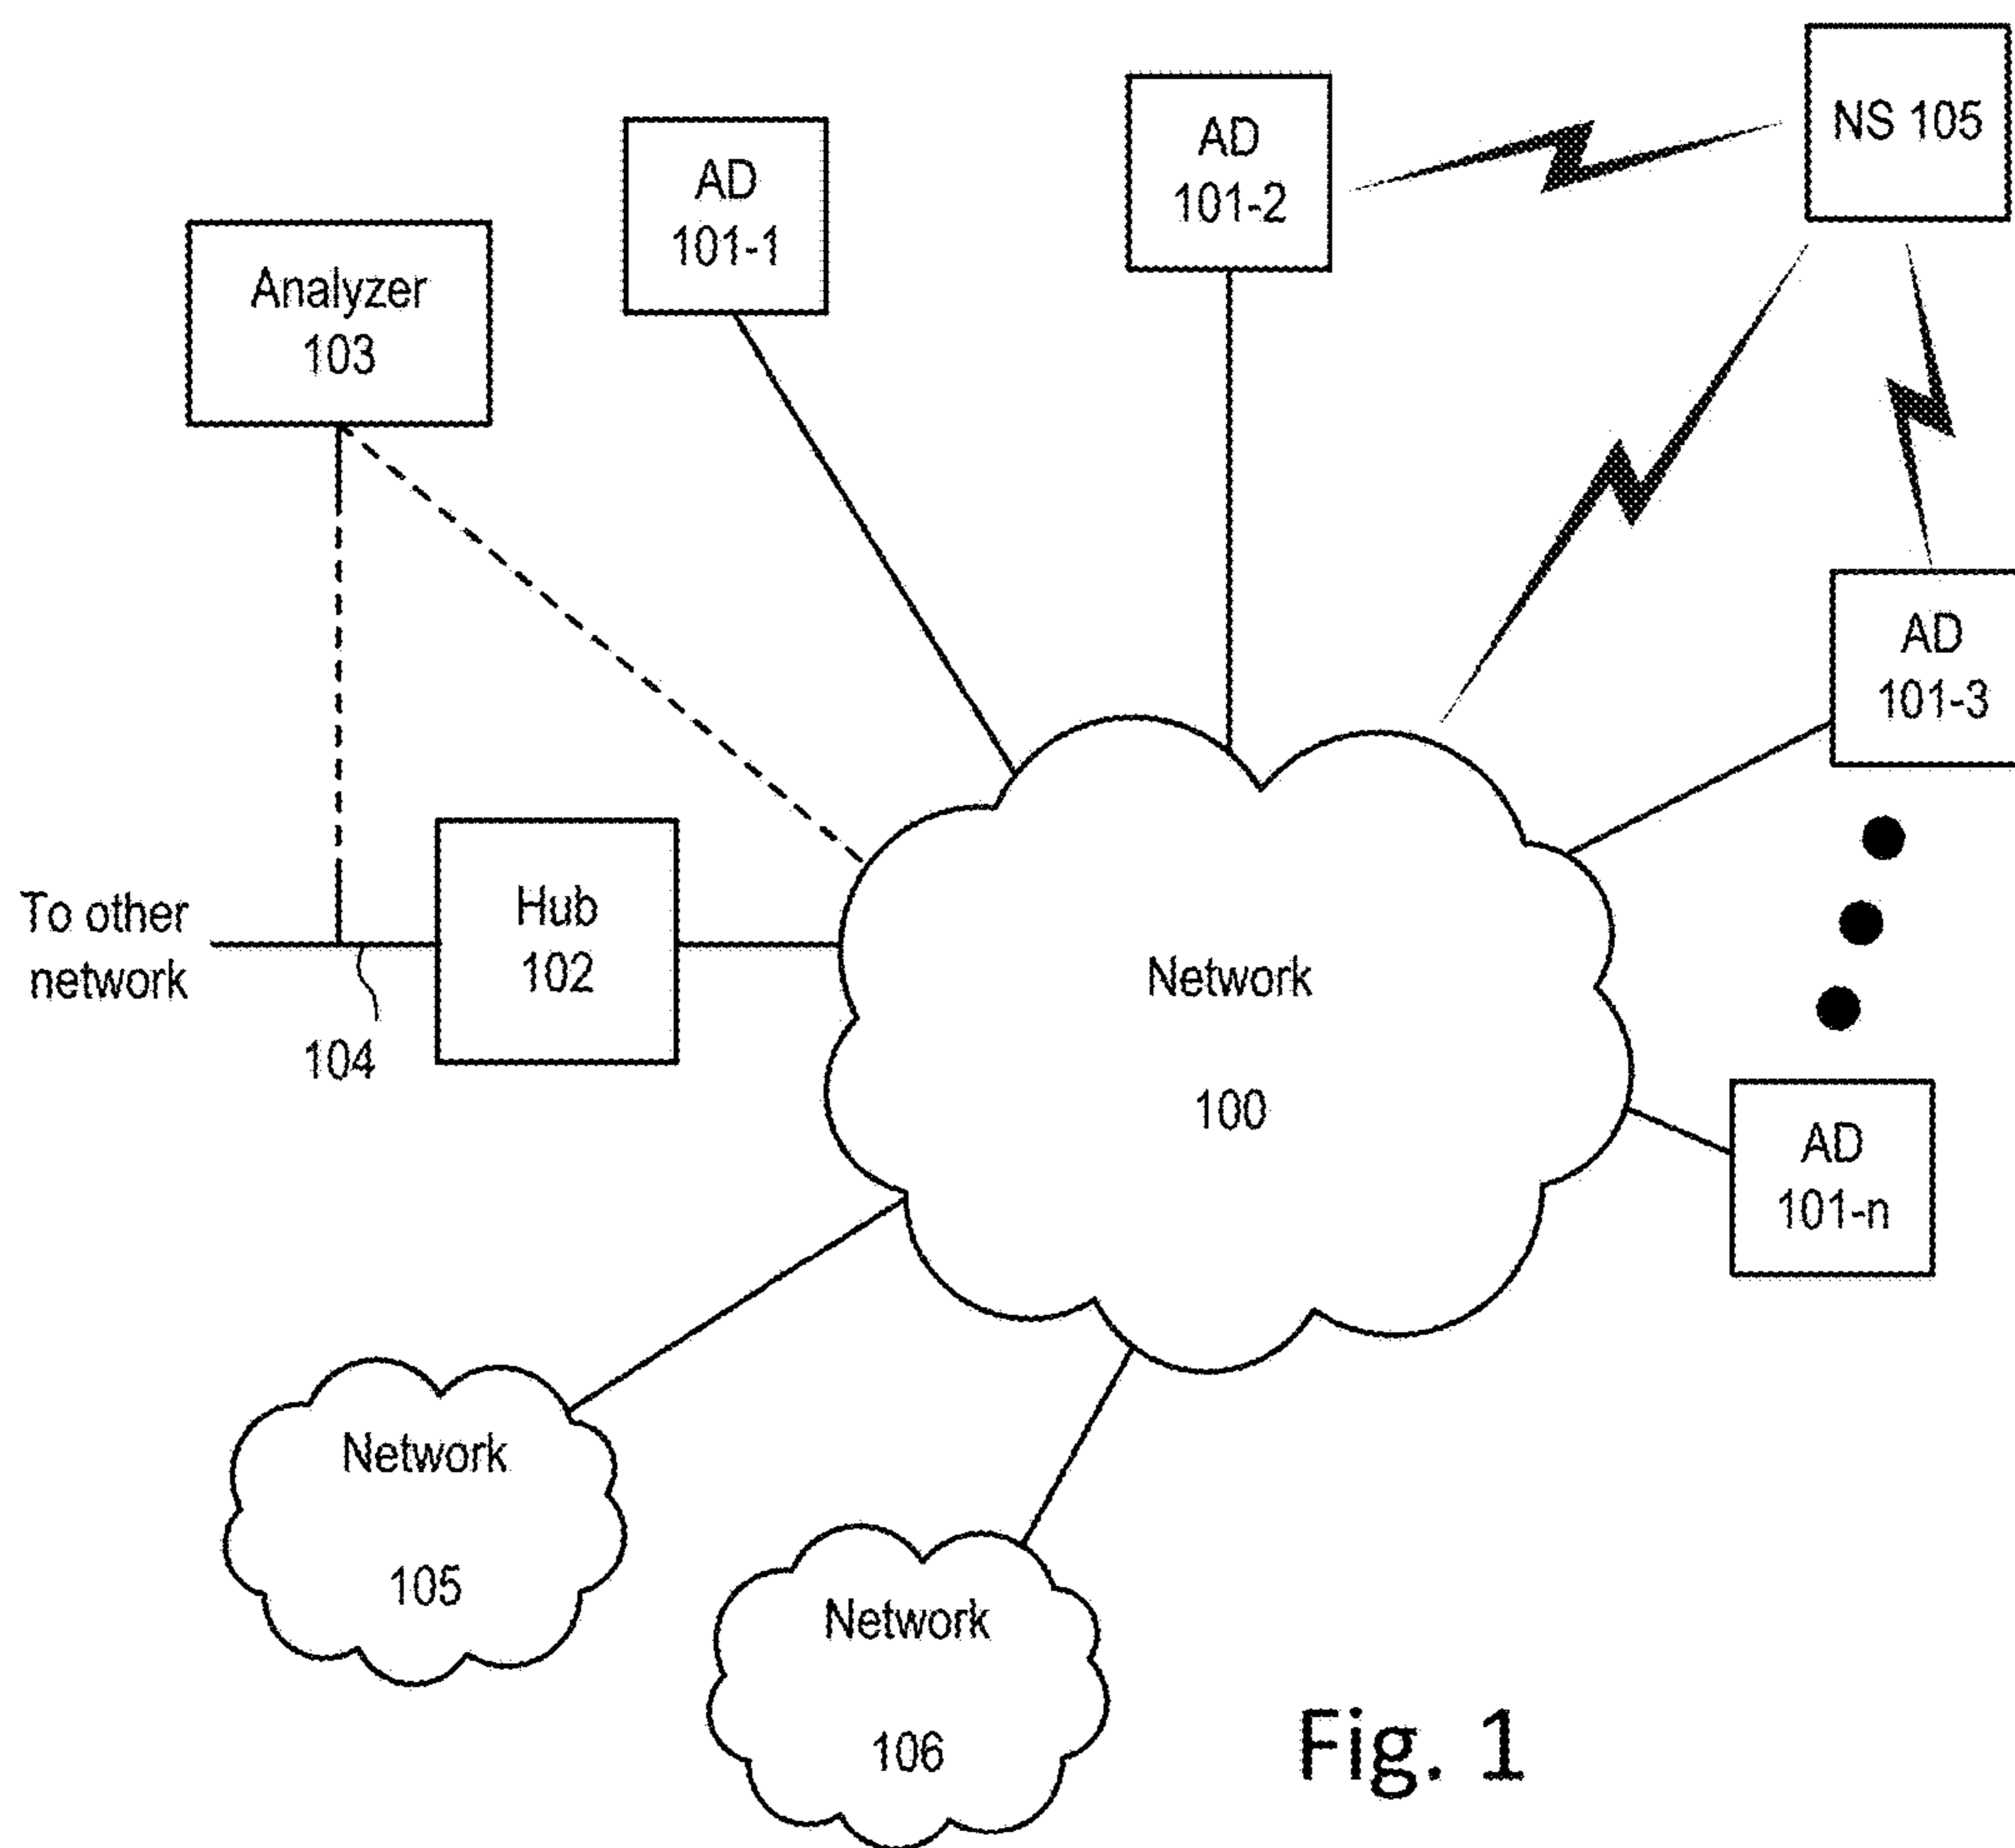 NS 105
AD
101-2
AD
101-1
Analyzer
103
AD
101-3
To other
network
Hub
102
104
Network
100
AD
101-n
Network
105
Network
106
Fig. 1